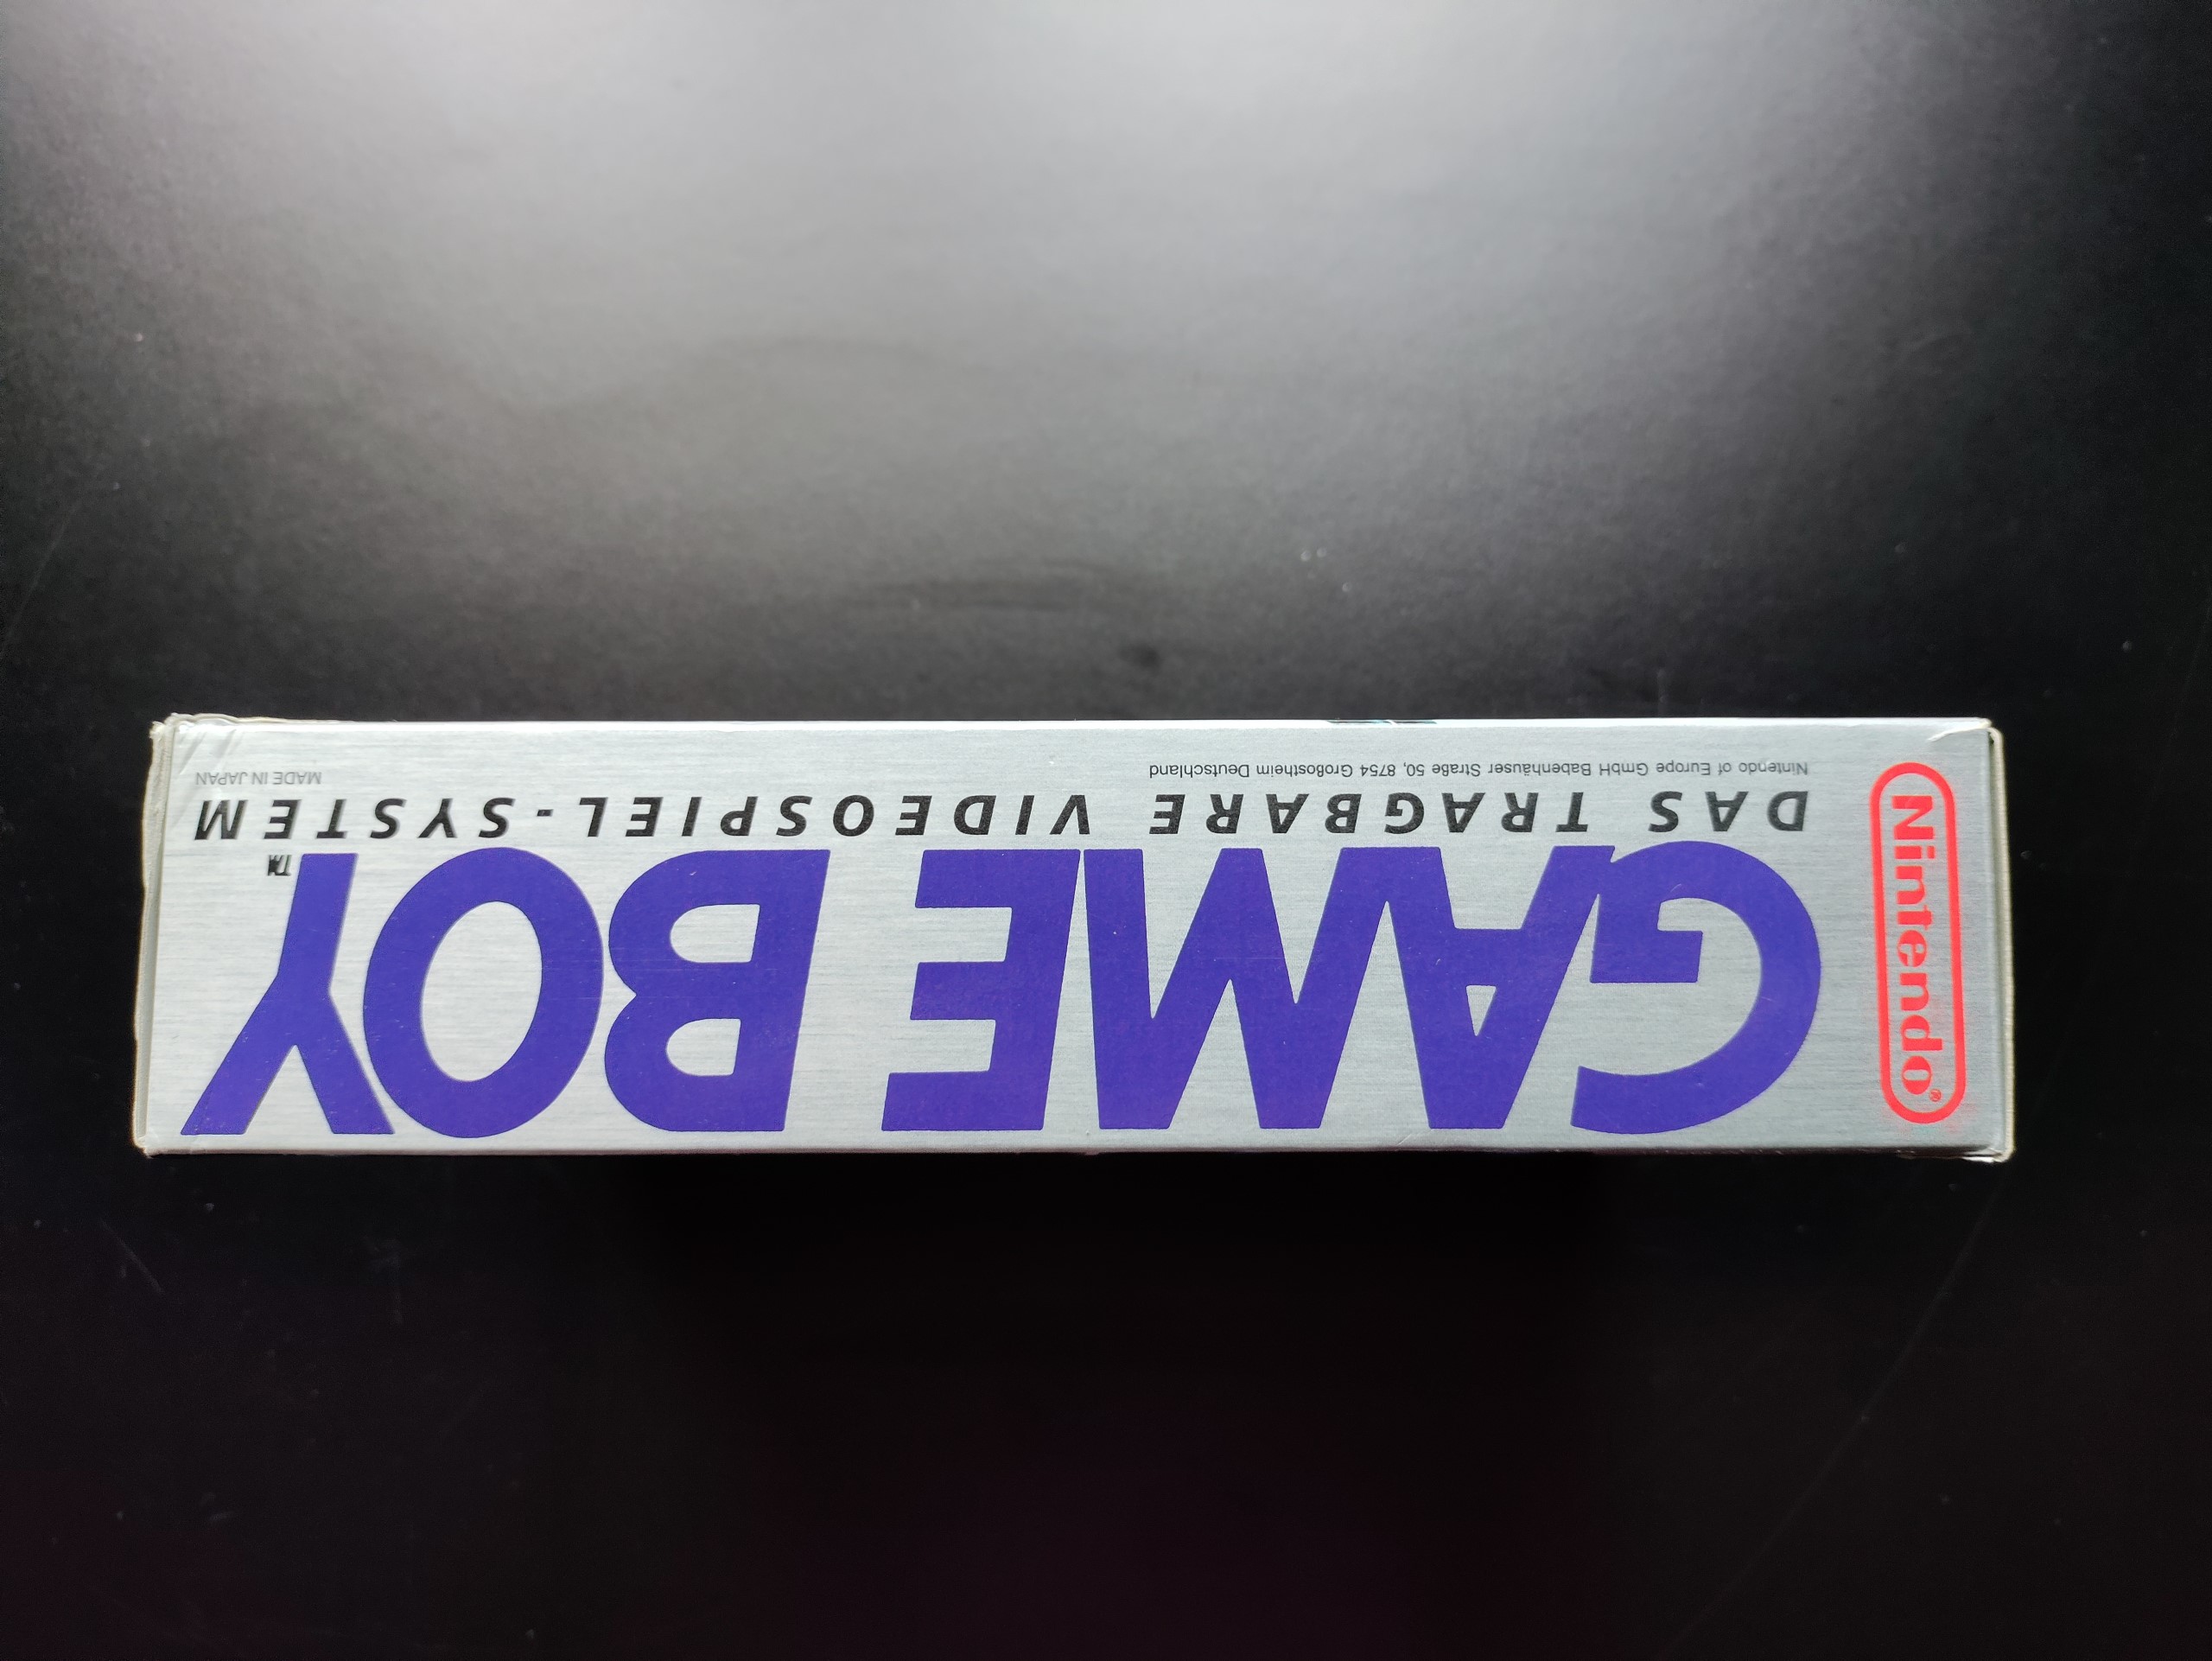 Nintendo®
GAME BOY™
DAS TRAGBARE VIDEOSPIEL-SYSTEM
Nintendo of Europe GmbH Babenhäuser Straße 50, 8754 Großostheim Deutschland
MADE IN JAPAN